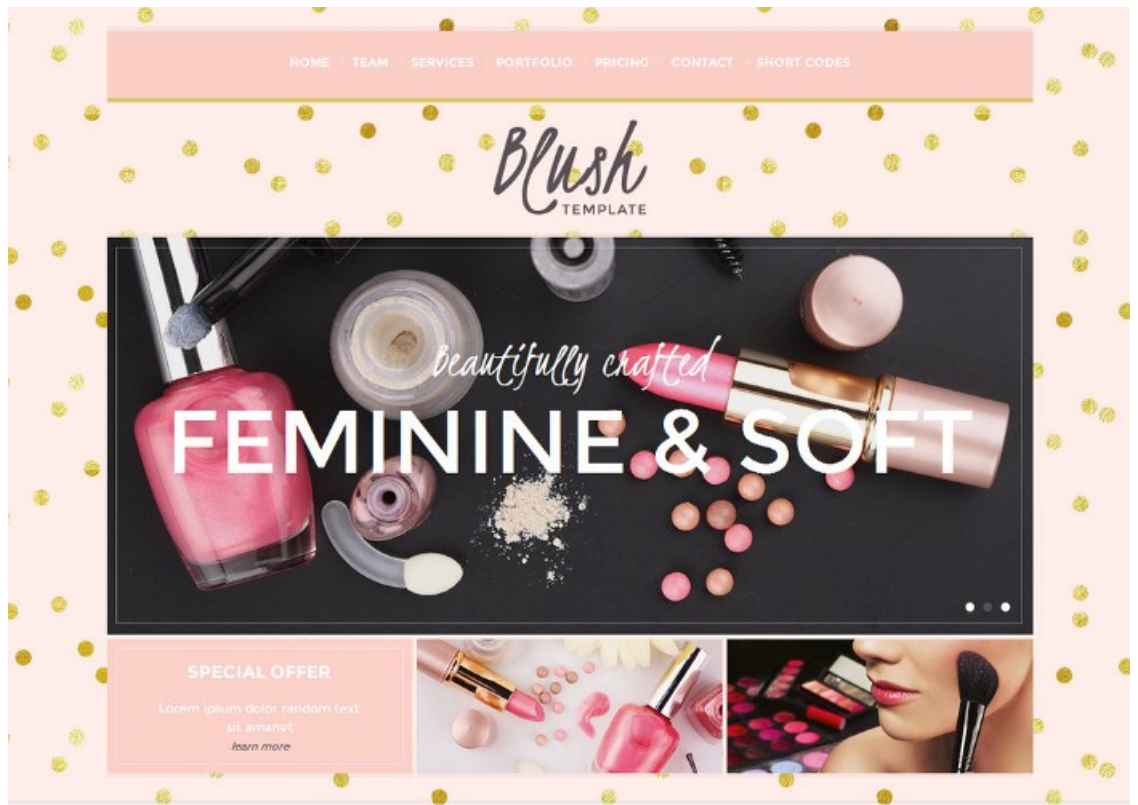 HOME TEAM SERVICES PORTFOLIO PRICING CONTACT SHORT CODES
Blush
TEMPLATE
Beautifully crafted
FEMININE & SOFT
SPECIAL OFFER
Lorem ipsum dolor random text
sit amanet
learn more